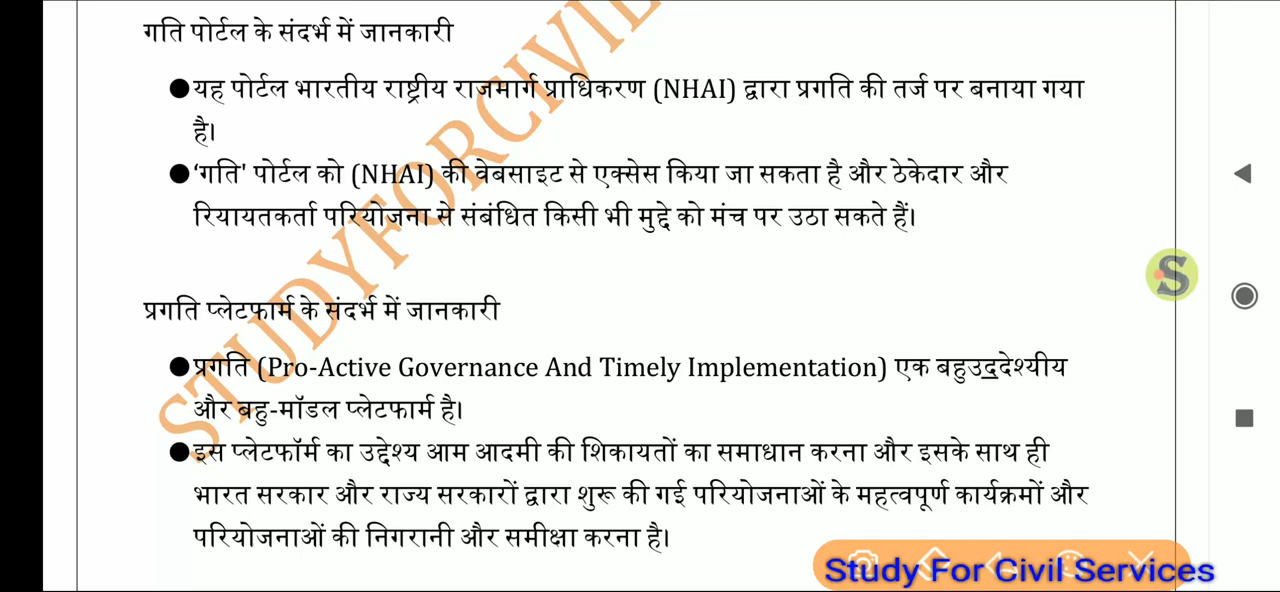 गति पोर्टल के संदर्भ में जानकारी
●यह पोर्टल भारतीय राष्ट्रीय राजमार्ग प्राधिकरण (NHAI) द्वारा प्रगति की तर्ज पर बनाया गया
है।
●‘गति' पोर्टल को (NHAI) की वेबसाइट से एक्सेस किया जा सकता है और ठेकेदार और
रियायतकर्ता परियोजना से संबंधित किसी भी मुद्दे को मंच पर उठा सकते हैं।
प्रगति प्लेटफार्म के संदर्भ में जानकारी
●प्रगति (Pro-Active Governance And Timely Implementation) एक बहुउद्देश्यीय
और बहु-मॉडल प्लेटफार्म है।
●इस प्लेटफॉर्म का उद्देश्य आम आदमी की शिकायतों का समाधान करना और इसके साथ ही
भारत सरकार और राज्य सरकारों द्वारा शुरू की गई परियोजनाओं के महत्वपूर्ण कार्यक्रमों और
परियोजनाओं की निगरानी और समीक्षा करना है।
STUDYFORCIVIL
S
Study For Civil Services